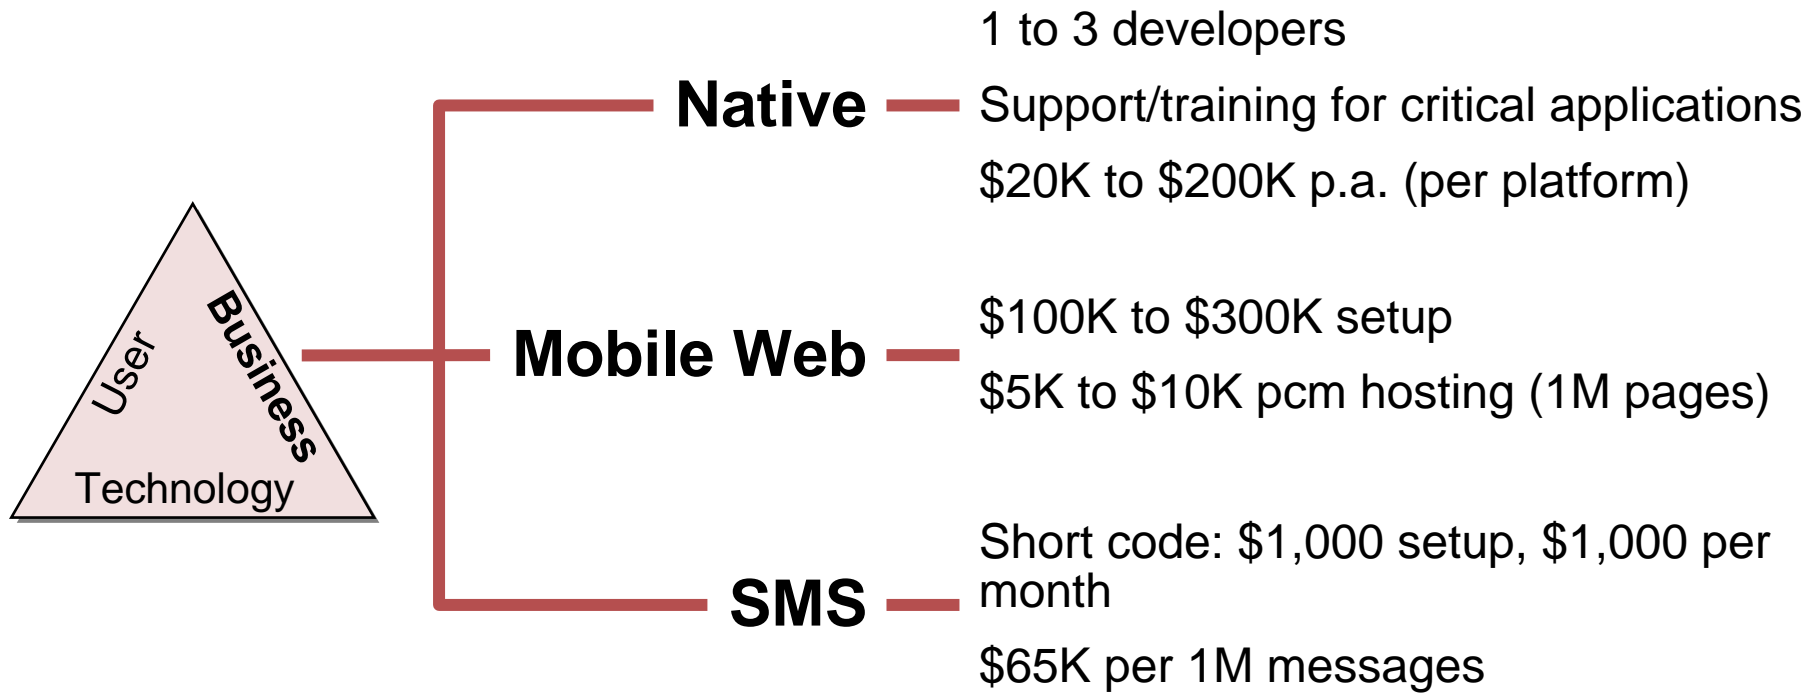 User
Business
Technology
Native
1 to 3 developers
Support/training for critical applications
$20K to $200K p.a. (per platform)
Mobile Web
$100K to $300K setup
$5K to $10K pcm hosting (1M pages)
SMS
Short code: $1,000 setup, $1,000 per
month
$65K per 1M messages